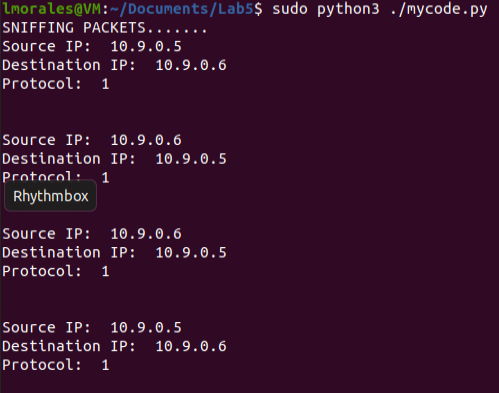 lmorales@VM:~/Documents/Lab5$ sudo python3 ./mycode.py
SNIFFING PACKETS.......
Source IP:  10.9.0.5
Destination IP:  10.9.0.6
Protocol:  1
Source IP:  10.9.0.6
Destination IP:  10.9.0.5
Protocol:  1
Rhythmbox
Source IP:  10.9.0.6
Destination IP:  10.9.0.5
Protocol:  1
Source IP:  10.9.0.5
Destination IP:  10.9.0.6
Protocol:  1